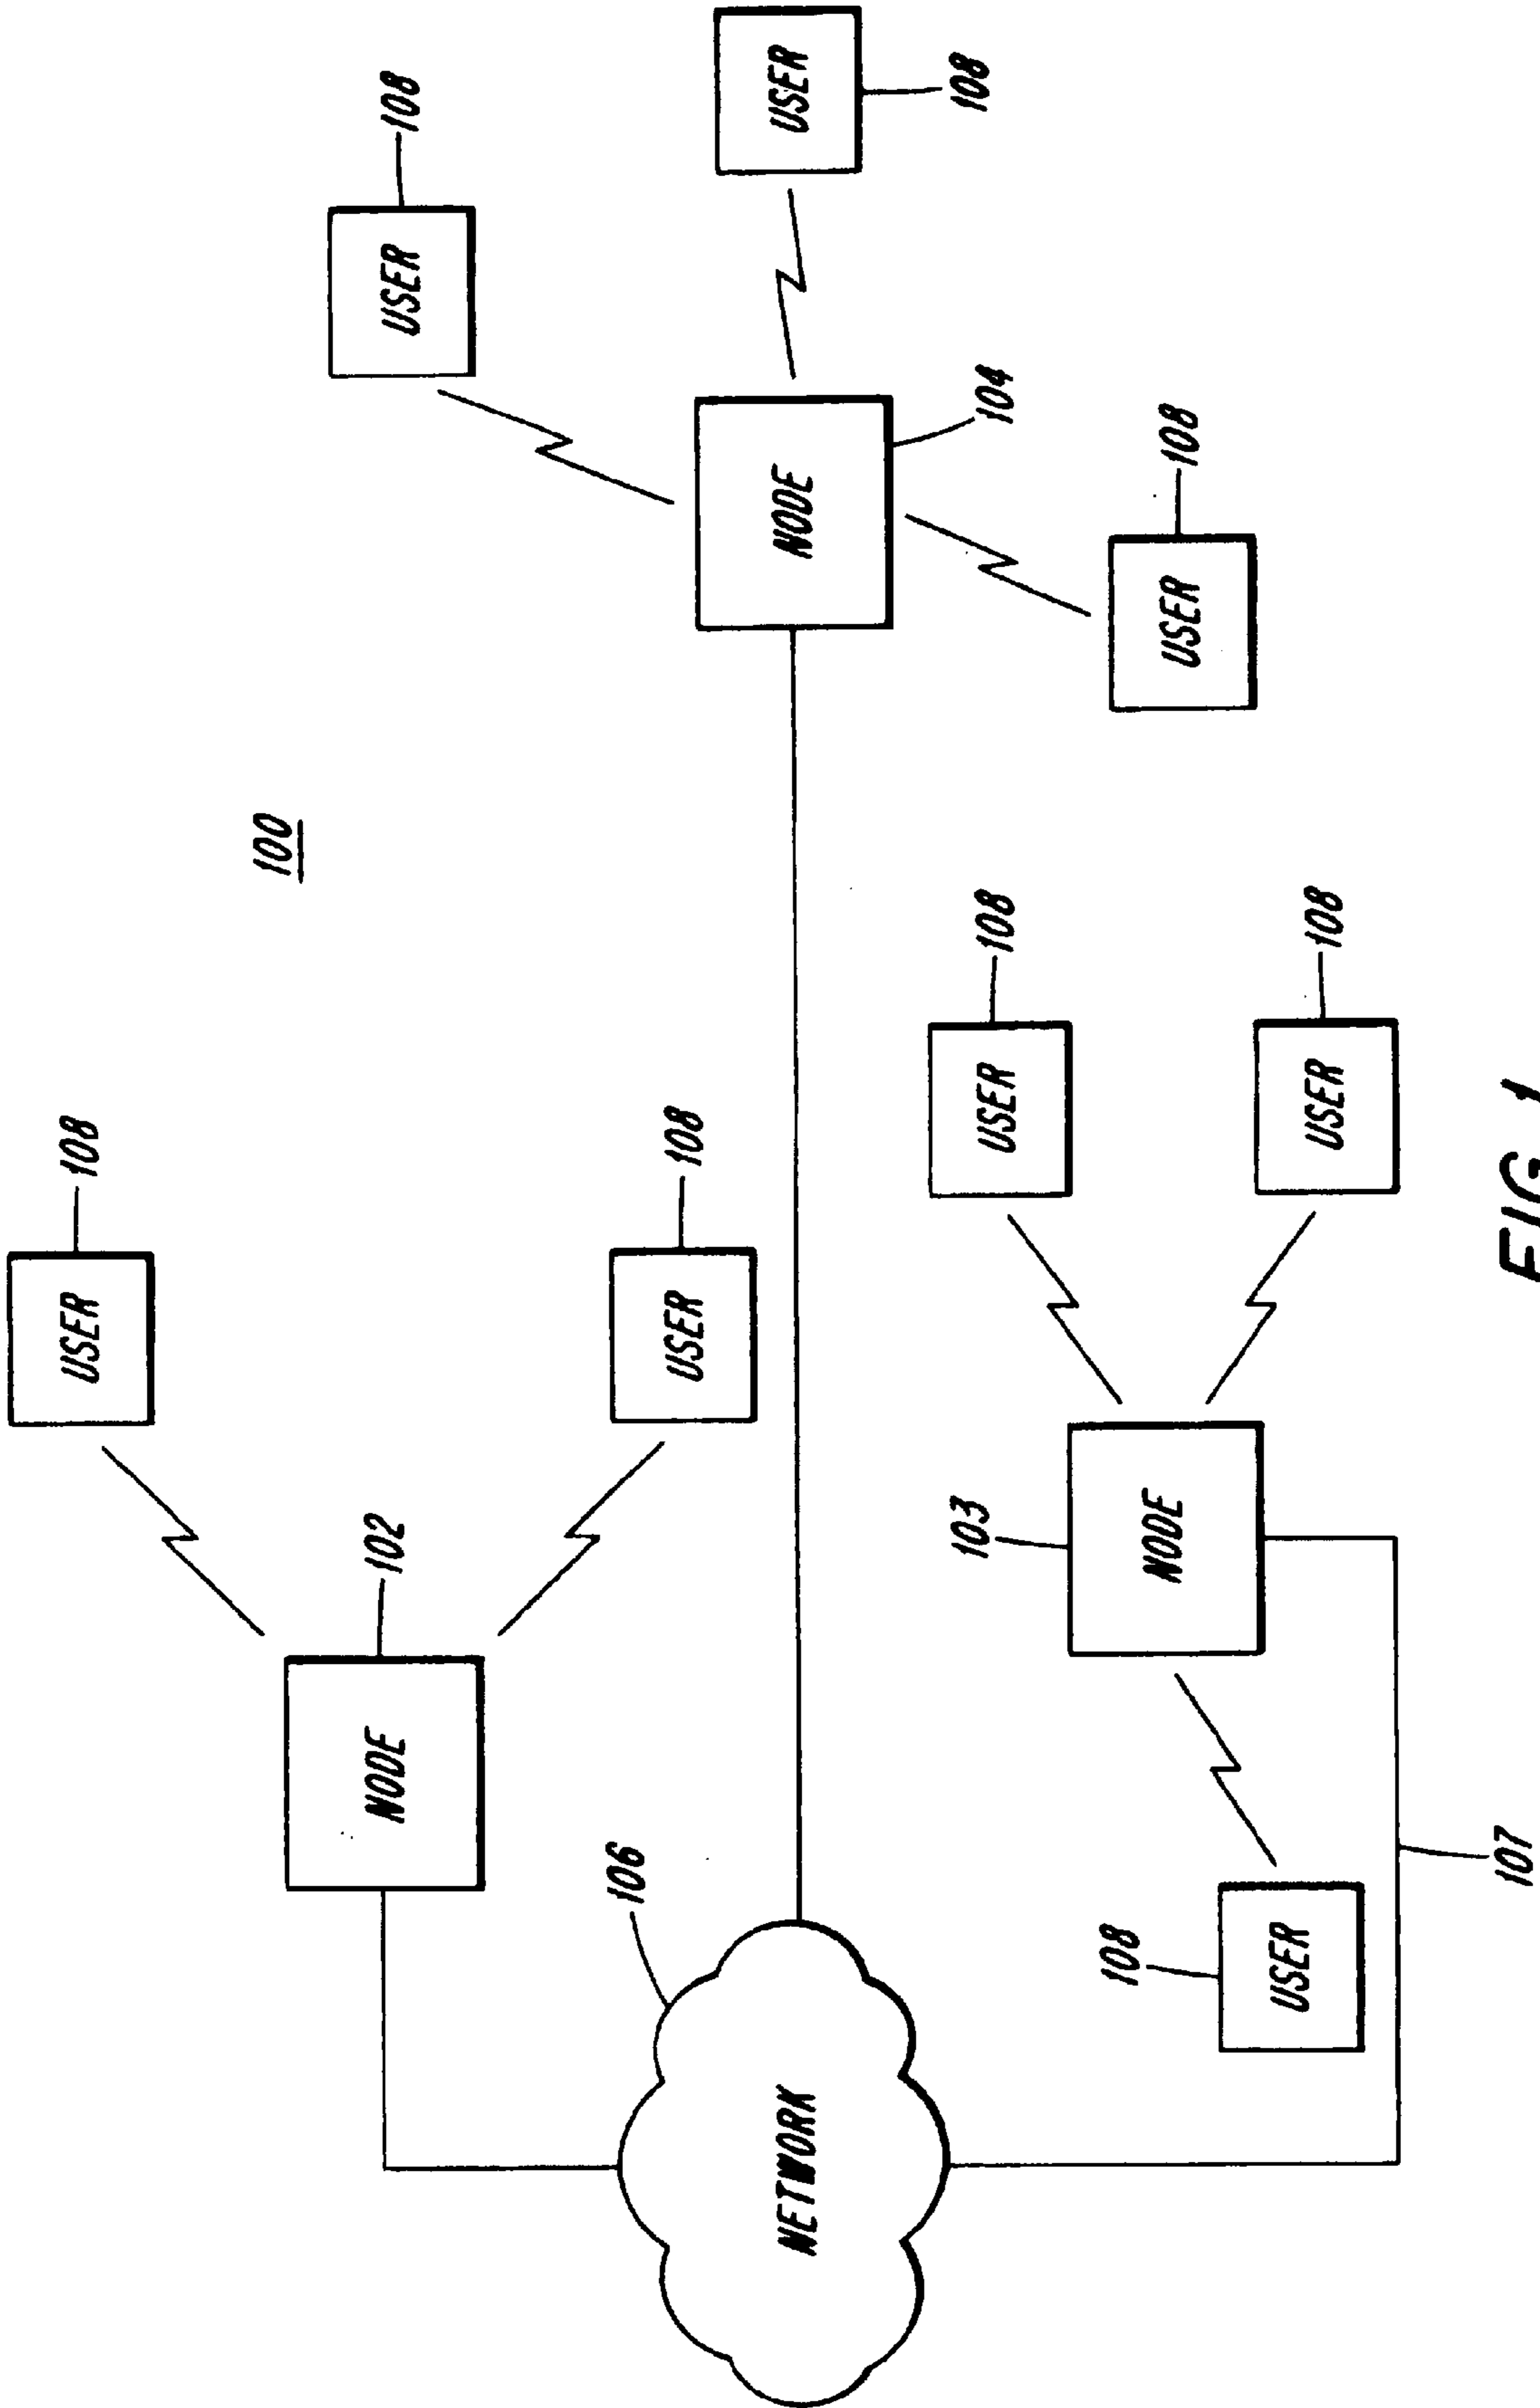 100
USER
108
USER
108
NODE
102
USER
108
USER
108
NODE
104
USER
108
106
NETWORK
USER
108
103
NODE
USER
108
108
USER
107
FIG. 1